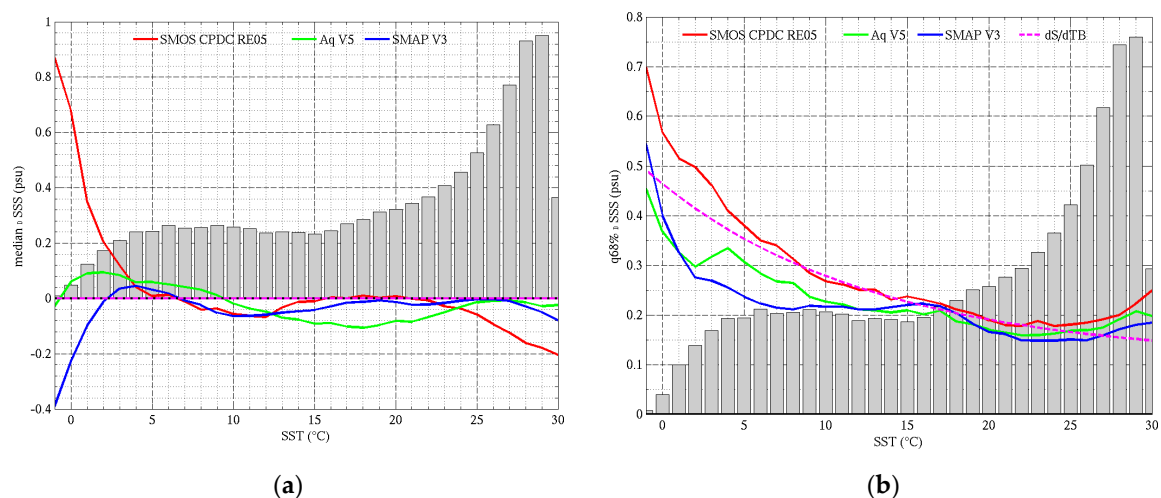 SMOS CPDC RE05 Aq V5 SMAP V3
median D SSS (psu)
1
0.8
0.6
0.4
0.2
0
-0.2
-0.4
0 5 10 15 20 25 30
SST (°C)
(a)
SMOS CPDC RE05 Aq V5 SMAP V3 dS/dTB
q68% D SSS (psu)
0.8
0.7
0.6
0.5
0.4
0.3
0.2
0.1
0
0 5 10 15 20 25 30
SST (°C)
(b)